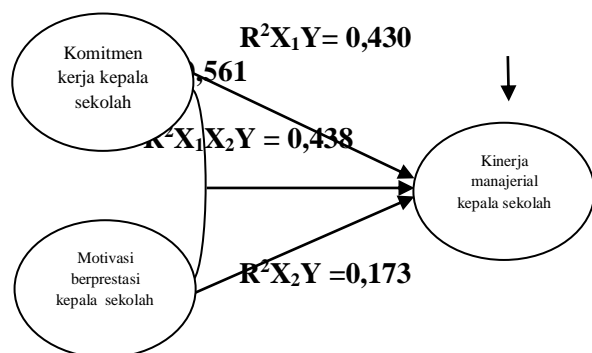 Komitmen
kerja kepala
sekolah
R²X₁Y= 0,430
0,561
R²X₁X₂Y = 0,438
Kinerja
manajerial
kepala sekolah
Motivasi
berprestasi
kepala sekolah
R²X₂Y =0,173